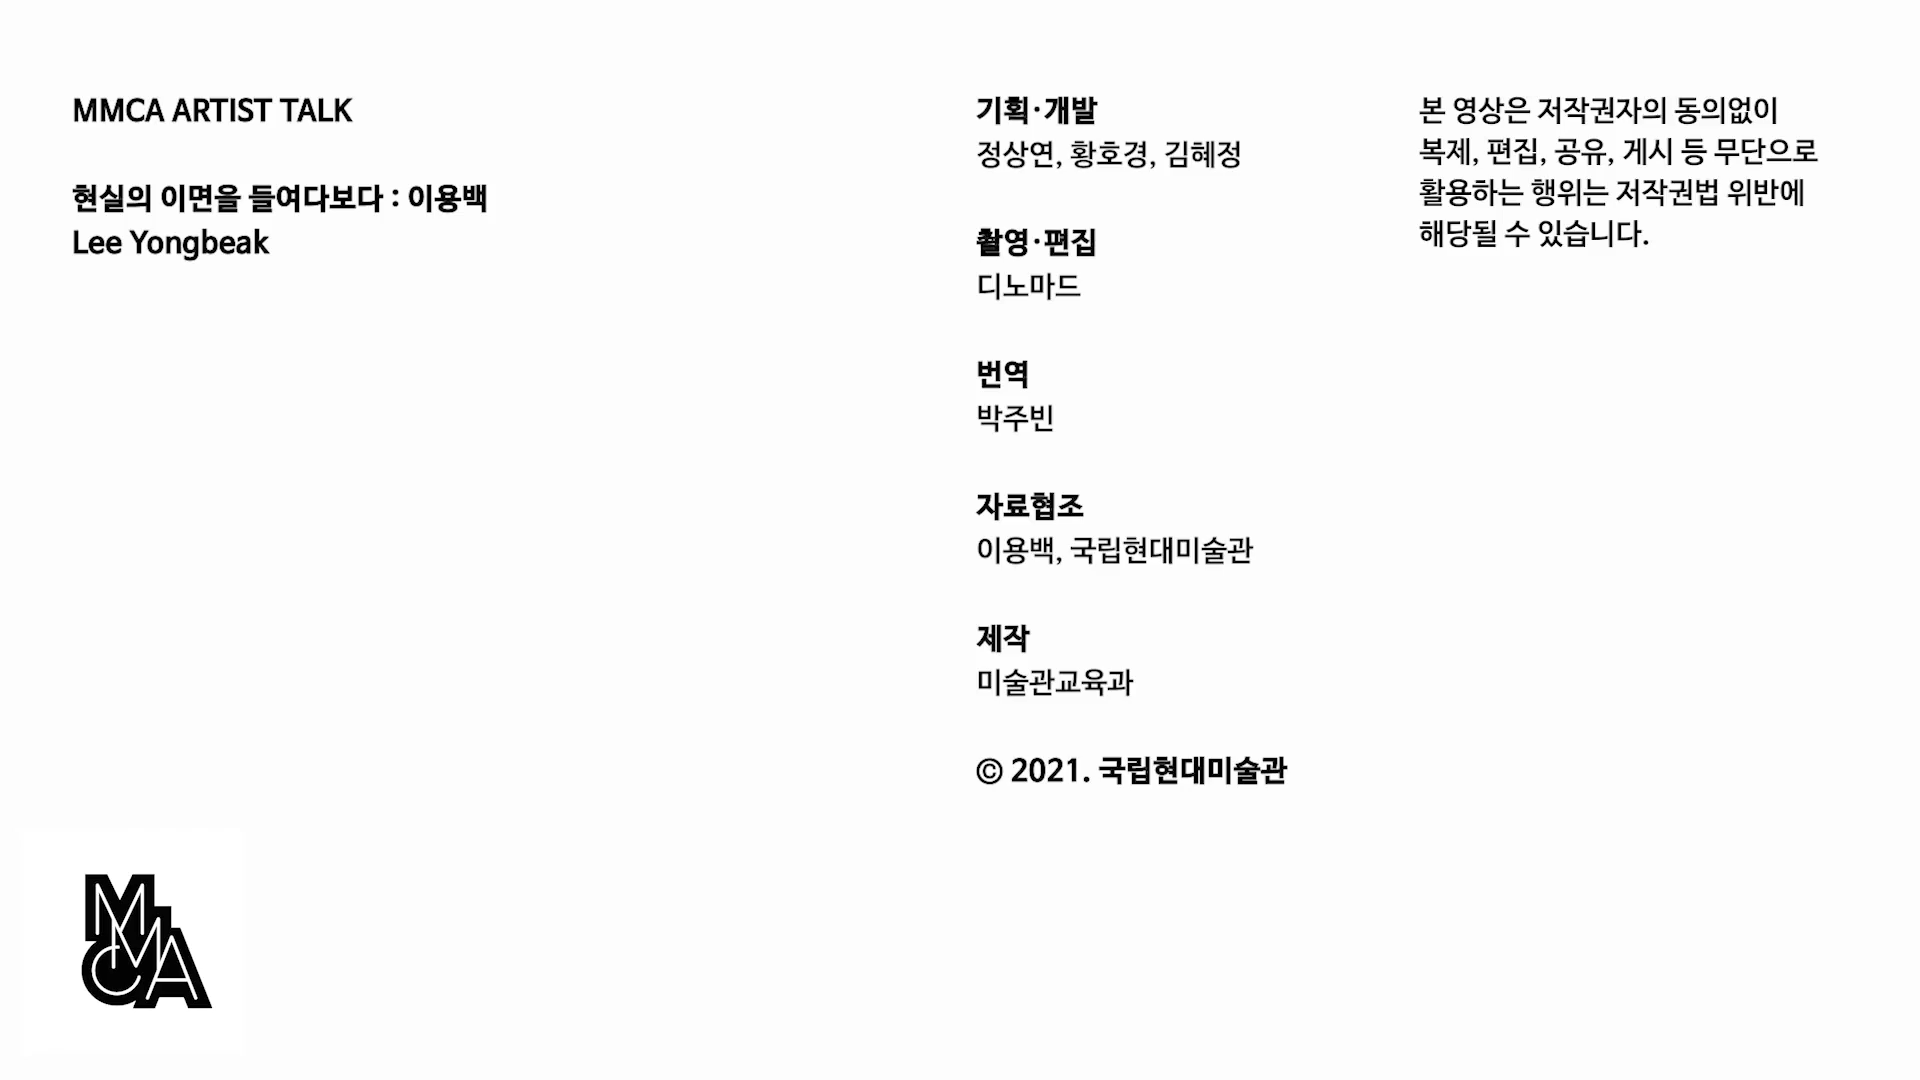 MMCA ARTIST TALK
현실의 이면을 들여다보다 : 이용백
Lee Yongbeak
기획·개발
정상연, 황호경, 김혜정
촬영·편집
디노마드
번역
박주빈
자료협조
이용백, 국립현대미술관
제작
미술관교육과
© 2021. 국립현대미술관
본 영상은 저작권자의 동의없이
복제, 편집, 공유, 게시 등 무단으로
활용하는 행위는 저작권법 위반에
해당될 수 있습니다.
MMCA